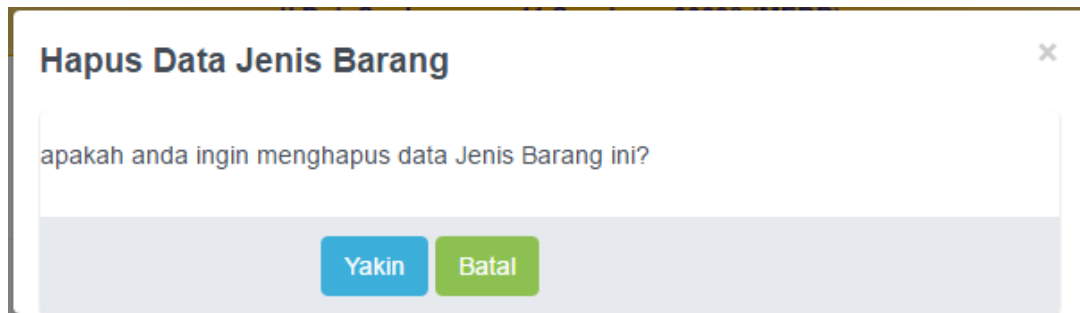 Hapus Data Jenis Barang
×
apakah anda ingin menghapus data Jenis Barang ini?
Yakin
Batal